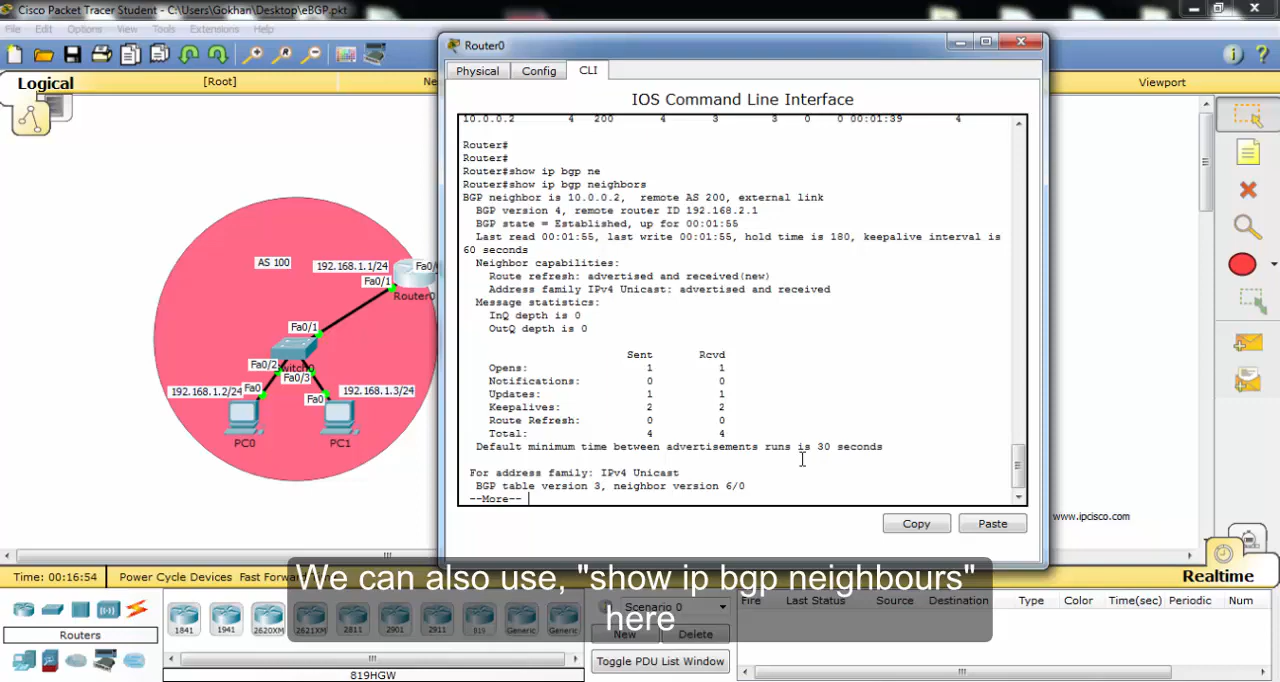 Cisco Packet Tracer Student - C:\Users\Gokhan\Desktop\eBGP.pkt
File Edit Options View Tools Extensions Help
Logical
[Root]
Viewport
Router0
Physical Config CLI
IOS Command Line Interface
10.0.0.2 4 200 4 3 3 0 0 00:01:39 4
Router#
Router#
Router#show ip bgp ne
Router#show ip bgp neighbors
BGP neighbor is 10.0.0.2, remote AS 200, external link
BGP version 4, remote router ID 192.168.2.1
BGP state = Established, up for 00:01:55
Last read 00:01:55, last write 00:01:55, hold time is 180, keepalive interval is
60 seconds
Neighbor capabilities:
Route refresh: advertised and received(new)
Address family IPv4 Unicast: advertised and received
Message statistics:
InQ depth is 0
OutQ depth is 0
Sent Rcvd
Opens: 1 1
Notifications: 0 0
Updates: 1 1
Keepalives: 2 2
Route Refresh: 0 0
Total: 4 4
Default minimum time between advertisements runs is 30 seconds
For address family: IPv4 Unicast
BGP table version 3, neighbor version 6/0
--More--
Copy Paste
AS 100
192.168.1.1/24
Fa0/
Fa0/1
Router0
Fa0/1
Fa0/2
Fa0/3
192.168.1.2/24
Fa0
Fa0
192.168.1.3/24
PC0
PC1
www.ipcisco.com
Time: 00:16:54 Power Cycle Devices
Realtime
We can also use, "show ip bgp neighbours"
here
Routers
1841 1941 2620XM 2621XM 2811 2901 2911 819 Generic Generic
819HGW
Scenario 0
New Delete
Toggle PDU List Window
Fire Last Status Source Destination Type Color Time(sec) Periodic Num